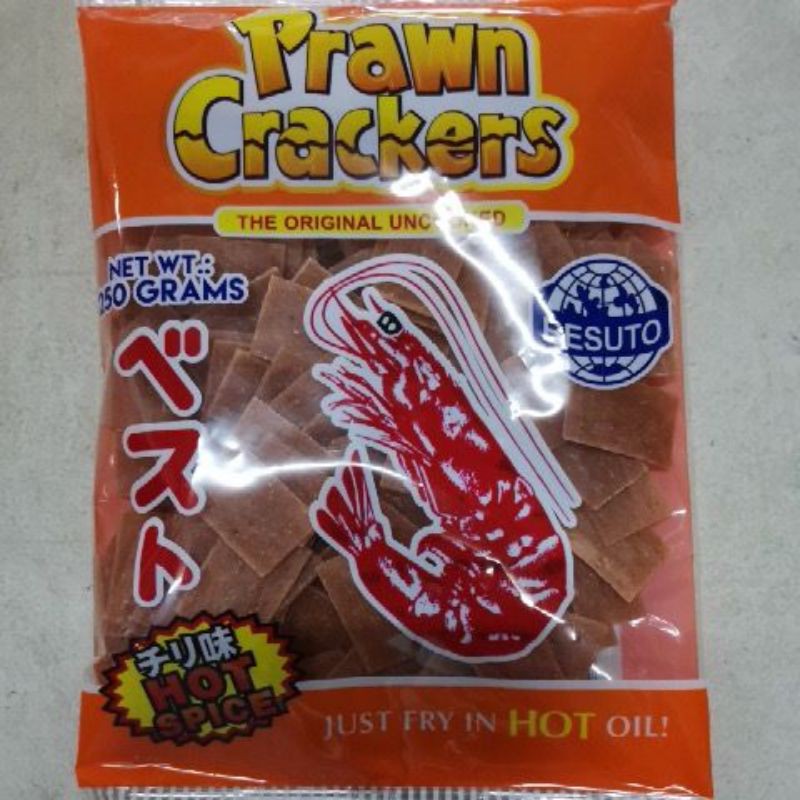 Prawn
Crackers
THE ORIGINAL UNCOOKED
NET WT.:
250 GRAMS
BESUTO
ベスト
チリ味
HOT
SPICE
JUST FRY IN HOT OIL!